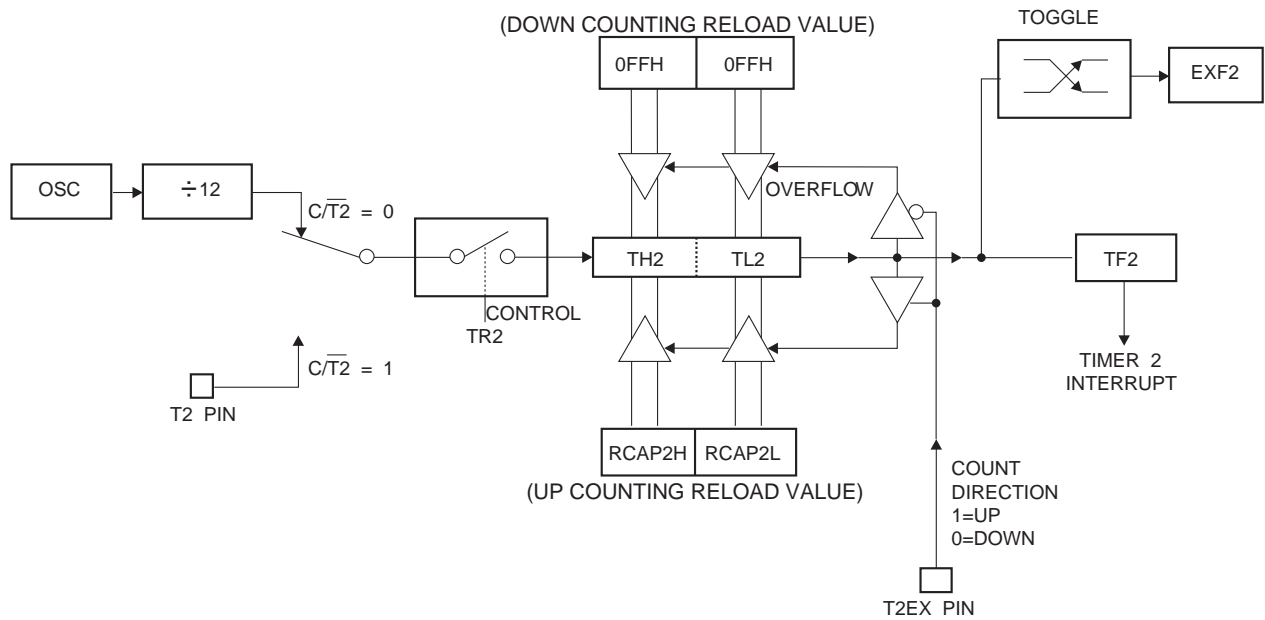 (DOWN COUNTING RELOAD VALUE)
TOGGLE
0FFH 0FFH
EXF2
OSC
÷12
OVERFLOW
C/T2̅ = 0
TH2 TL2
TF2
CONTROL
TR2
C/T2̅ = 1
T2 PIN
TIMER 2
INTERRUPT
RCAP2H RCAP2L
(UP COUNTING RELOAD VALUE)
COUNT
DIRECTION
1=UP
0=DOWN
T2EX PIN